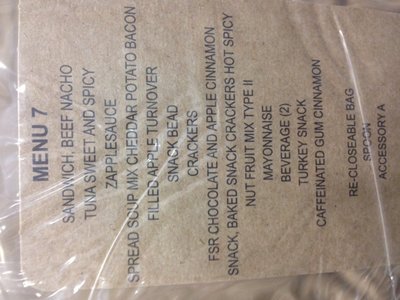 MENU 7
SANDWICH, BEEF NACHO
TUNA SWEET AND SPICY
ZAPPLESAUCE
SPREAD SOUP MIX CHEDDAR POTATO BACON
FILLED APPLE TURNOVER
SNACK BEAD
CRACKERS
FSR CHOCOLATE AND APPLE CINNAMON
SNACK, BAKED SNACK CRACKERS HOT SPICY
NUT FRUIT MIX TYPE II
MAYONNAISE
BEVERAGE (2)
TURKEY SNACK
CAFFEINATED GUM CINNAMON
RE-CLOSEABLE BAG
SPOON
ACCESSORY A